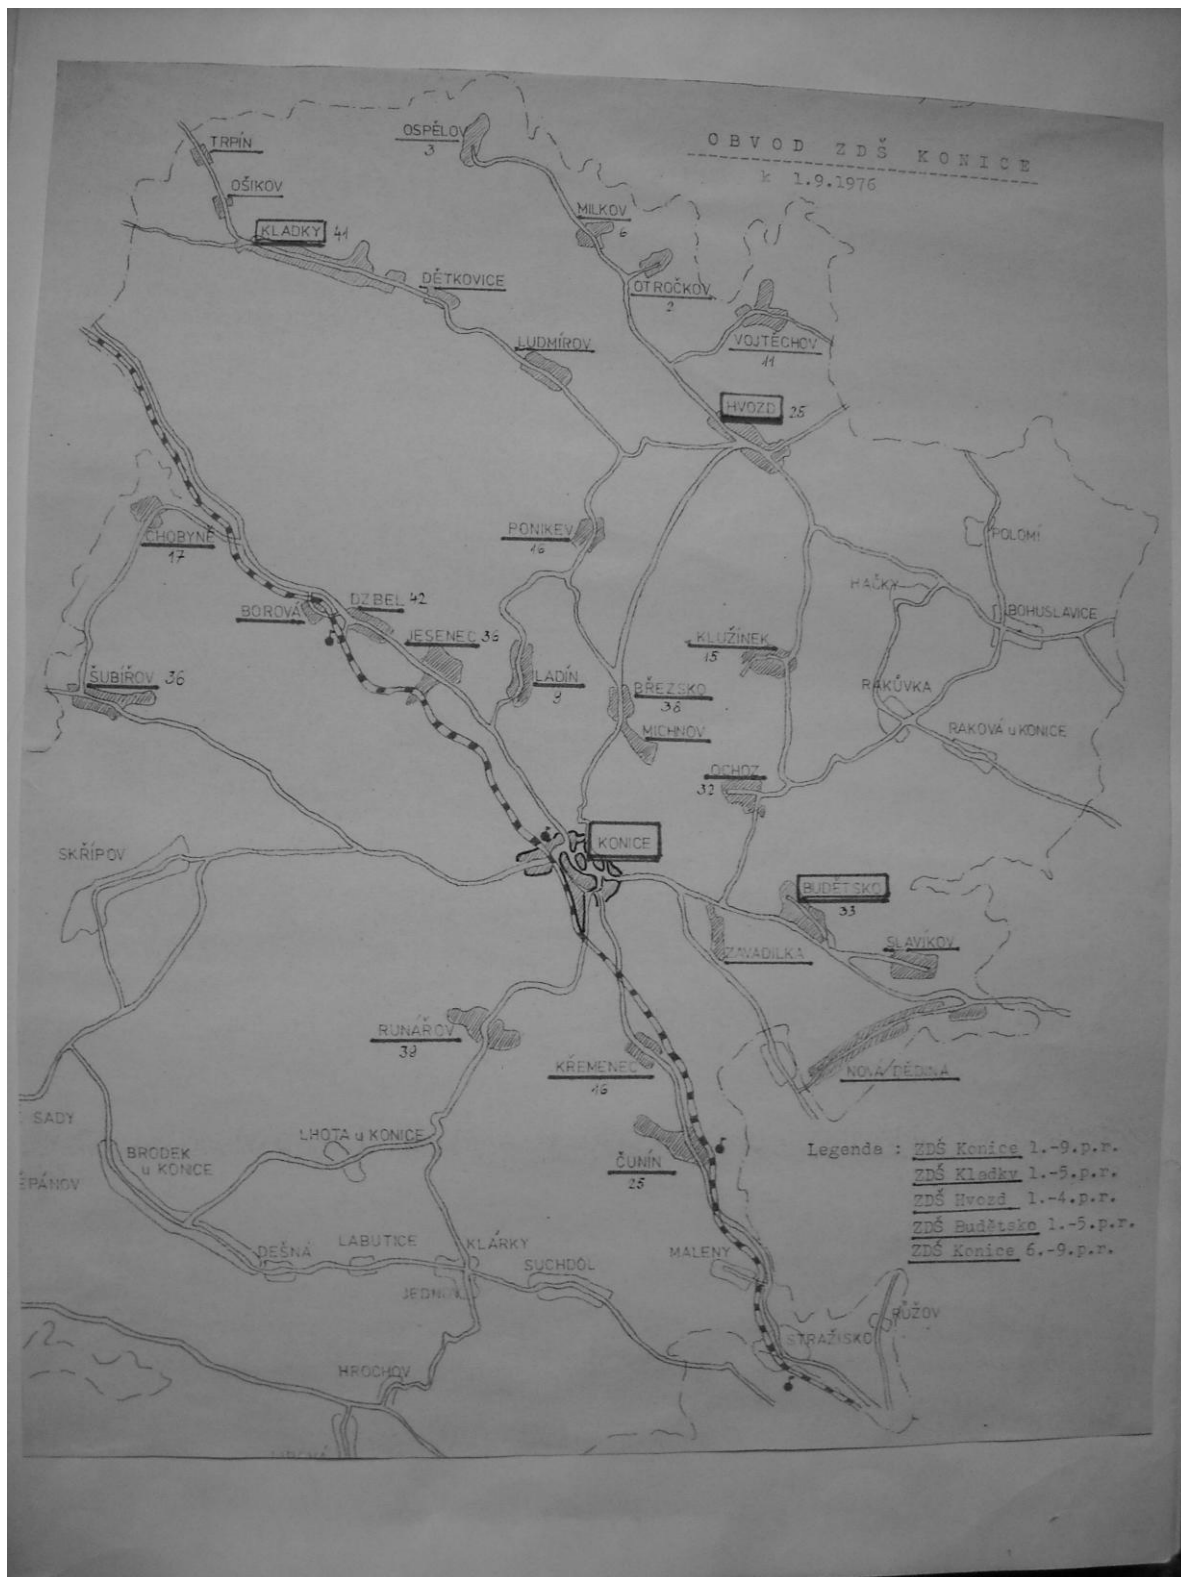 OBVOD ZDŠ KONICE
k 1.9.1976
OSPĚLOV
3
TRPÍN
OŠIKOV
KLADKY 41
MILKOV
6
DĚTKOVICE
OTROČKOV
2
LUDMÍROV
VOJTĚCHOV
11
HVOZD 25
PONIKEV
16
CHOBYNĚ
17
POLOMÍ
HAČKY
BOROVÁ
DZBEL 42
BOHUSLAVICE
JESENEC 36
KLUŽÍNEK
15
ŠUBÍŘOV 36
LADÍN
9
BŘEZSKO
38
RAKŮVKA
MICHNOV
RAKOVÁ u KONICE
OCHOZ
32
KONICE
SKŘÍPOV
BUDĚTSKO
33
SLAVÍKOV
ZAVADILKA
RUNÁŘOV
39
KŘEMENEC
16
NOVÁ DĚDINA
SADY
BRODEK
u KONICE
LHOTA u KONICE
ČUNÍN
25
ĚPÁNOV
Legenda : ZDŠ Konice 1.-9.p.r.
ZDŠ Kladky 1.-5.p.r.
ZDŠ Hvozd 1.-4.p.r.
ZDŠ Budětsko 1.-5.p.r.
ZDŠ Konice 6.-9.p.r.
DEŠNÁ
LABUTICE
KLÁRKY
SUCHDOL
MALENY
RŮŽOV
STRAŽISKO
HROCHOV